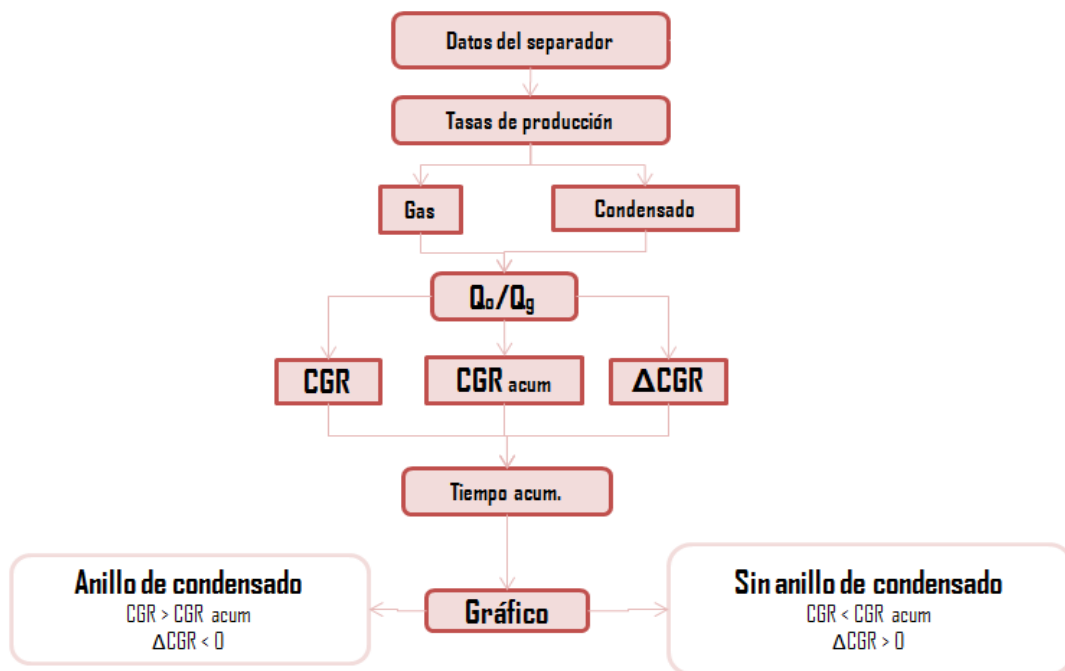 Datos del separador
Tasas de producción
Gas
Condensado
Qo/Qg
CGR
CGR acum
ΔCGR
Tiempo acum.
Anillo de condensado
CGR > CGR acum
ΔCGR < 0
Gráfico
Sin anillo de condensado
CGR < CGR acum
ΔCGR > 0